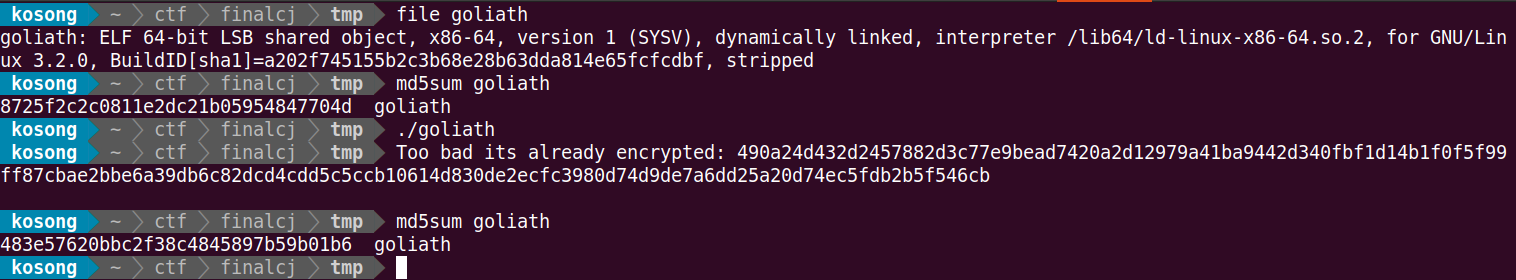 kosong ~ ctf finalcj tmp file goliath
goliath: ELF 64-bit LSB shared object, x86-64, version 1 (SYSV), dynamically linked, interpreter /lib64/ld-linux-x86-64.so.2, for GNU/Lin
ux 3.2.0, BuildID[sha1]=a202f745155b2c3b68e28b63dda814e65fcfcdbf, stripped
kosong ~ ctf finalcj tmp md5sum goliath
8725f2c2c0811e2dc21b05954847704d goliath
kosong ~ ctf finalcj tmp ./goliath
kosong ~ ctf finalcj tmp Too bad its already encrypted: 490a24d432d2457882d3c77e9bead7420a2d12979a41ba9442d340fbf1d14b1f0f5f99
ff87cbae2bbe6a39db6c82dcd4cdd5c5ccb10614d830de2ecfc3980d74d9de7a6dd25a20d74ec5fdb2b5f546cb
kosong ~ ctf finalcj tmp md5sum goliath
483e57620bbc2f38c4845897b59b01b6 goliath
kosong ~ ctf finalcj tmp